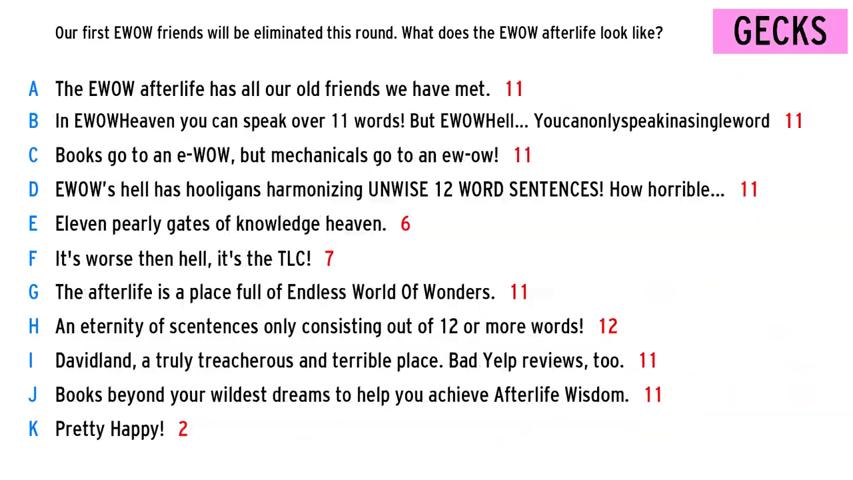 Our first EWOW friends will be eliminated this round. What does the EWOW afterlife look like?
GECKS
A The EWOW afterlife has all our old friends we have met. 11
B In EWOWHeaven you can speak over 11 words! But EWOWHell... Youcanonlyspeakinasingleword 11
C Books go to an e-WOW, but mechanicals go to an ew-ow! 11
D EWOW's hell has hooligans harmonizing UNWISE 12 WORD SENTENCES! How horrible... 11
E Eleven pearly gates of knowledge heaven. 6
F It's worse then hell, it's the TLC! 7
G The afterlife is a place full of Endless World Of Wonders. 11
H An eternity of scentences only consisting out of 12 or more words! 12
I Davidland, a truly treacherous and terrible place. Bad Yelp reviews, too. 11
J Books beyond your wildest dreams to help you achieve Afterlife Wisdom. 11
K Pretty Happy! 2